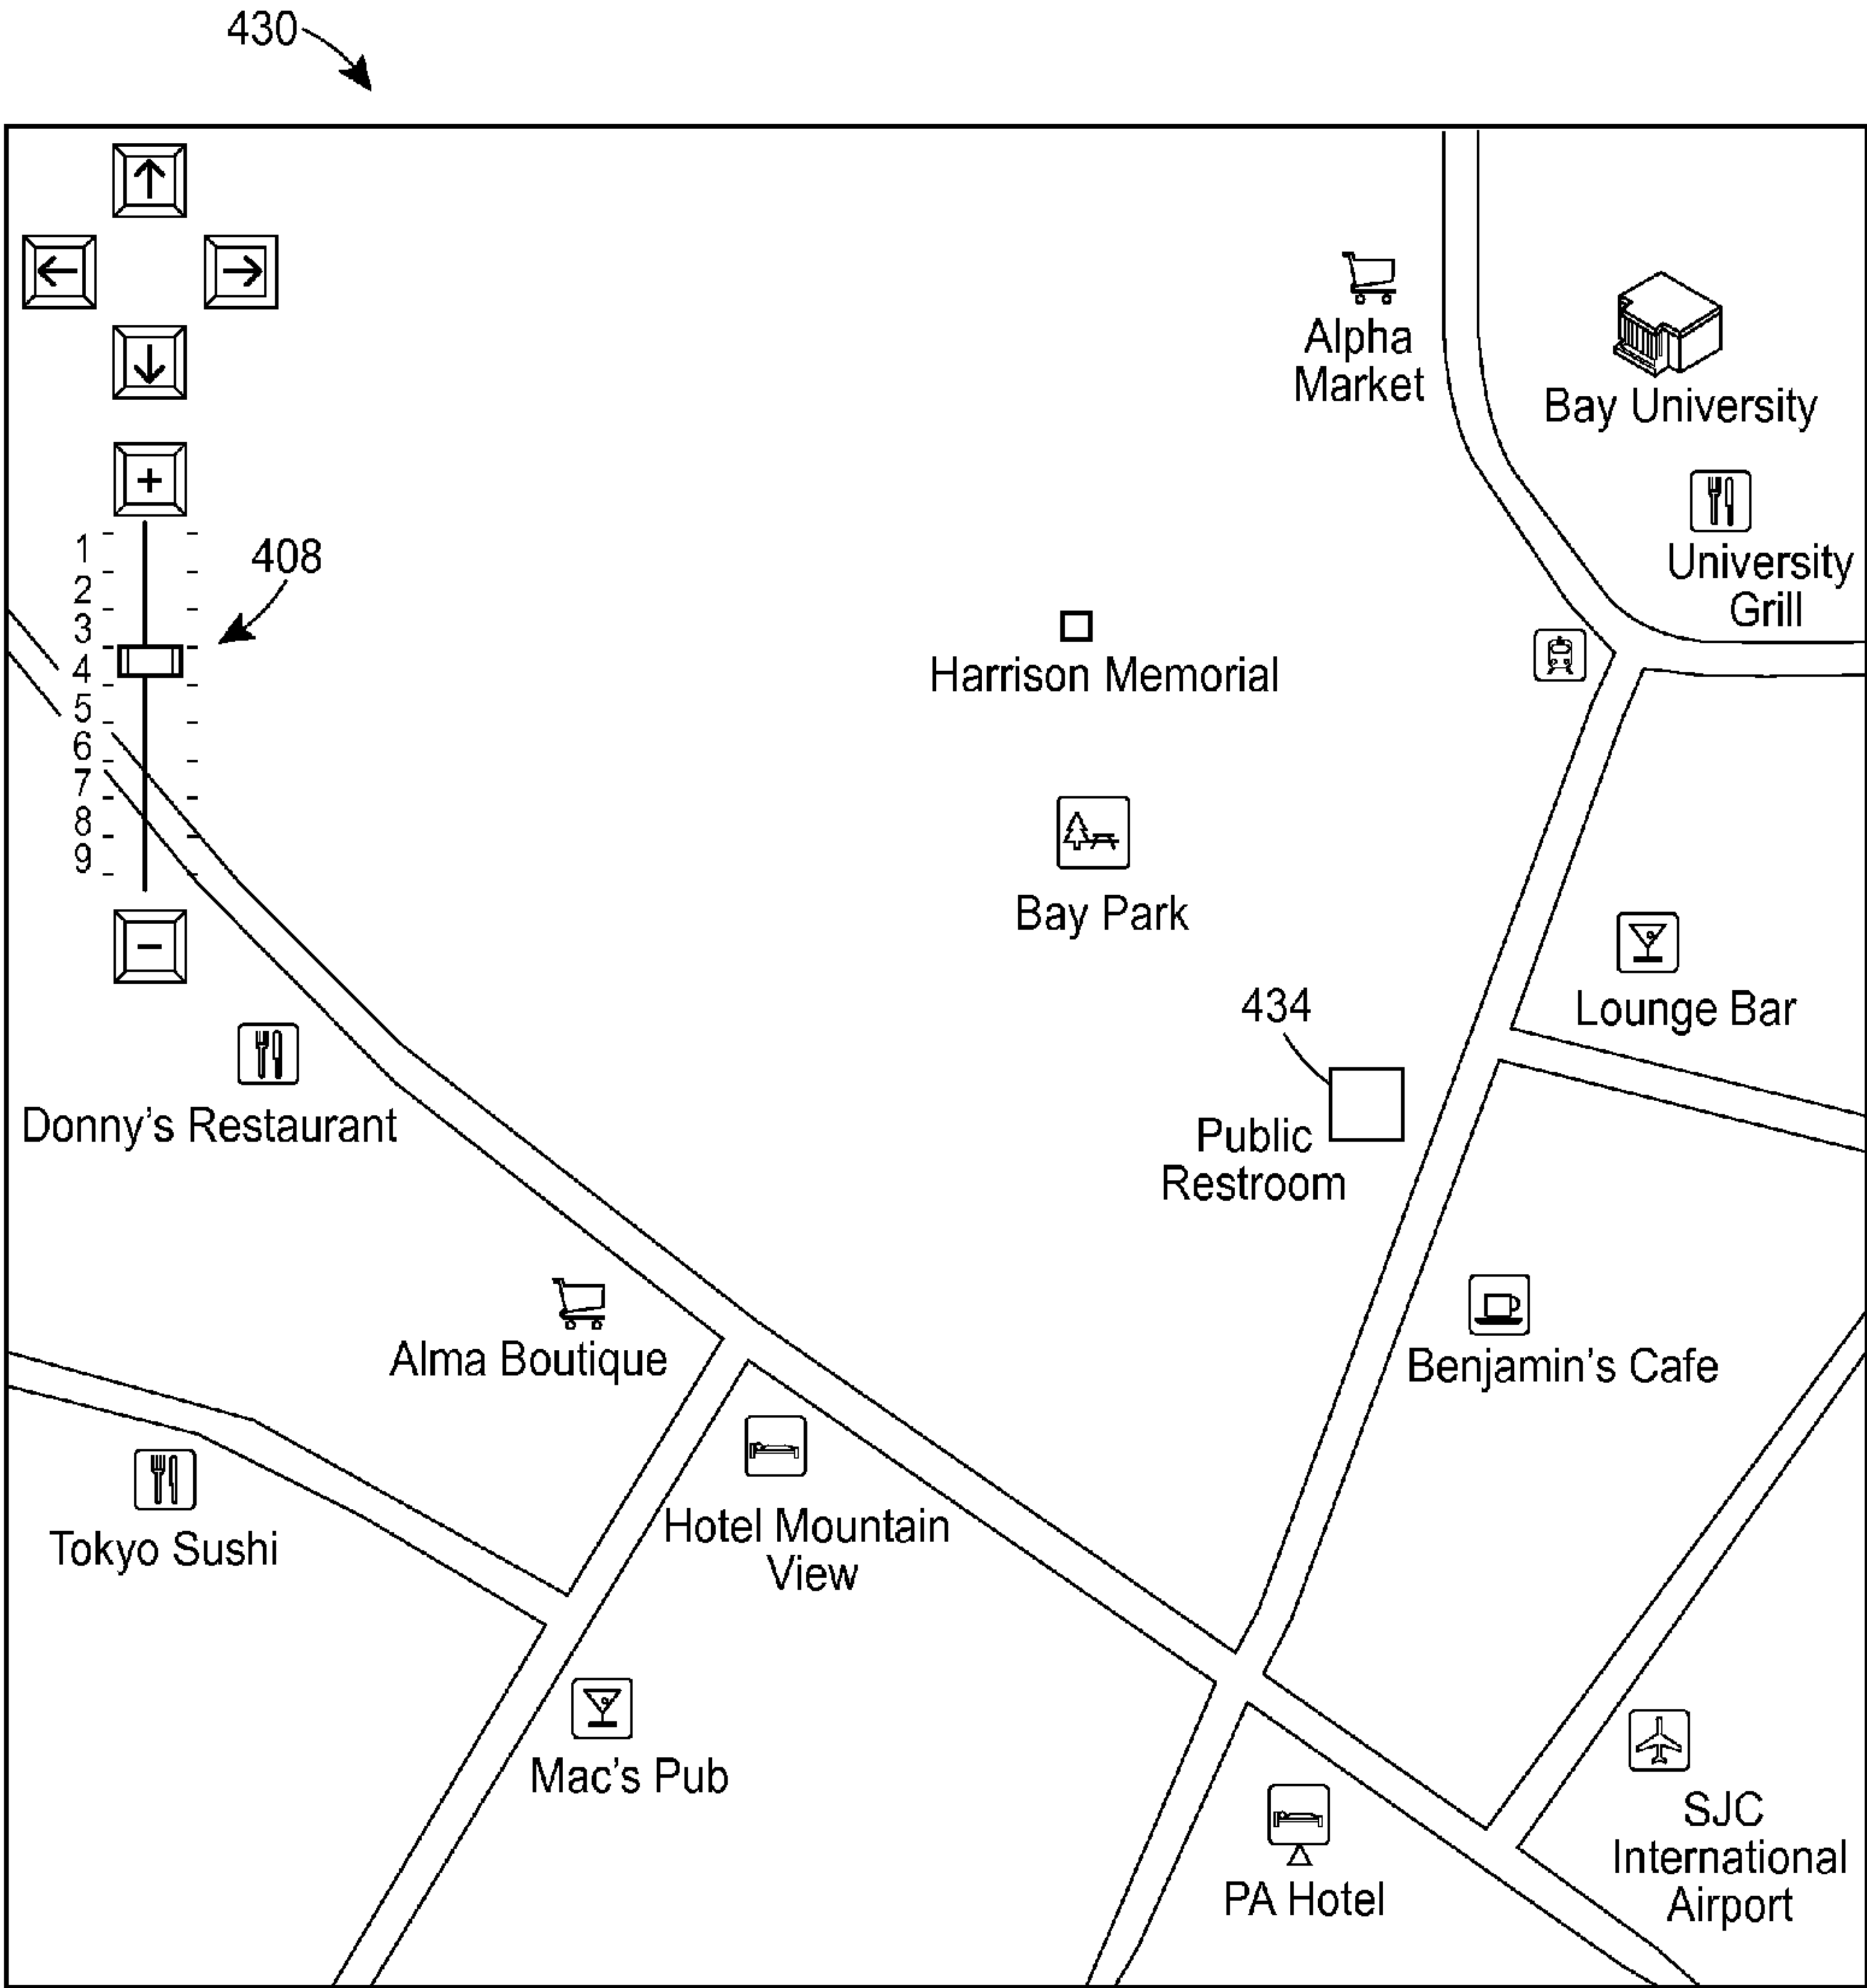 430
+
1
2
3
4
5
6
7
8
9
−
408
Alpha
Market
Bay University
University
Grill
Harrison Memorial
Bay Park
Lounge Bar
434
Public
Restroom
Donny's Restaurant
Alma Boutique
Benjamin's Cafe
Tokyo Sushi
Hotel Mountain
View
Mac's Pub
PA Hotel
SJC
International
Airport